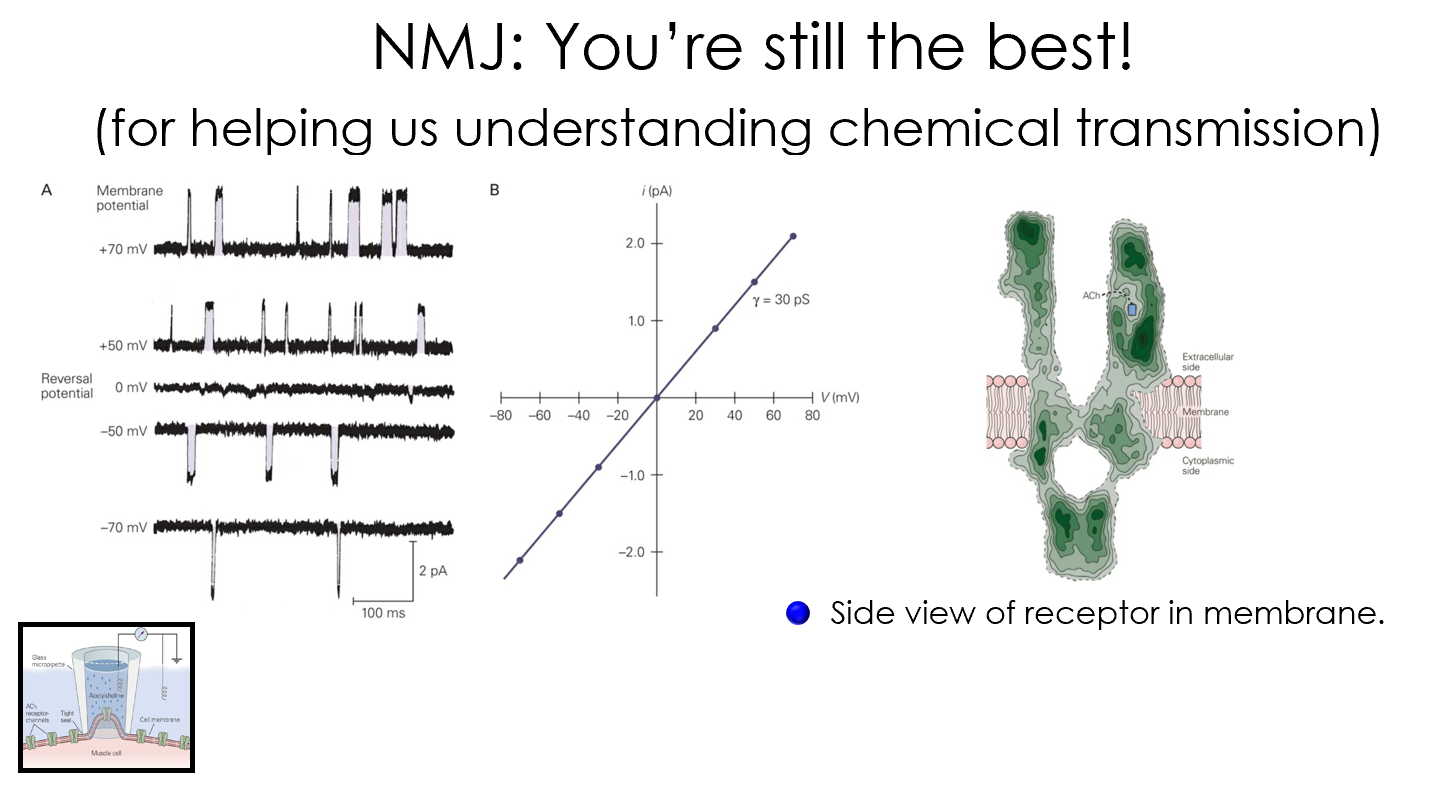 NMJ: You’re still the best!
(for helping us understanding chemical transmission)
A
Membrane
potential
+70 mV
+50 mV
Reversal
potential
0 mV
−50 mV
−70 mV
2 pA
100 ms
B
i (pA)
2.0
1.0
−1.0
−2.0
γ = 30 pS
−80 −60 −40 −20 20 40 60 80
V (mV)
ACh
Extracellular
side
Membrane
Cytoplasmic
side
Side view of receptor in membrane.
Glass
micropipette
Acetylcholine
ACh
receptor-
channels
Tight
seal
Cell membrane
Muscle cell